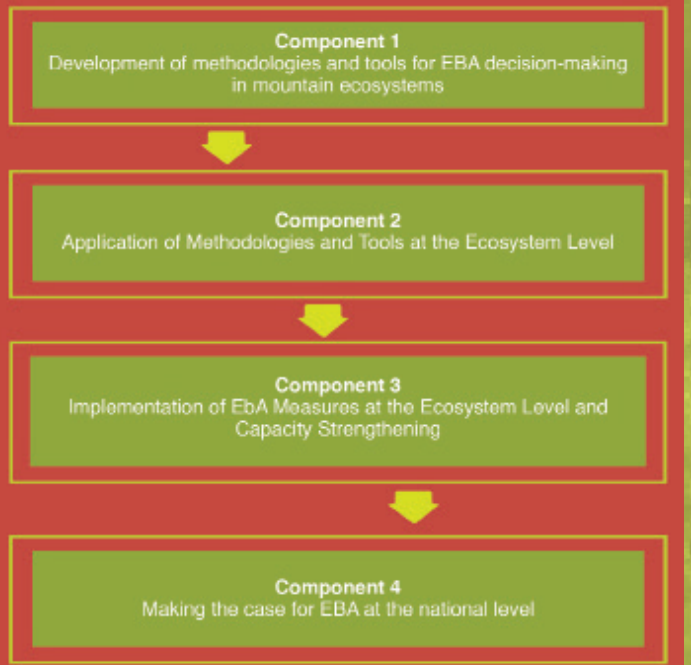 Component 1
Development of methodologies and tools for EBA decision-making
in mountain ecosystems
Component 2
Application of Methodologies and Tools at the Ecosystem Level
Component 3
Implementation of EbA Measures at the Ecosystem Level and
Capacity Strengthening
Component 4
Making the case for EBA at the national level